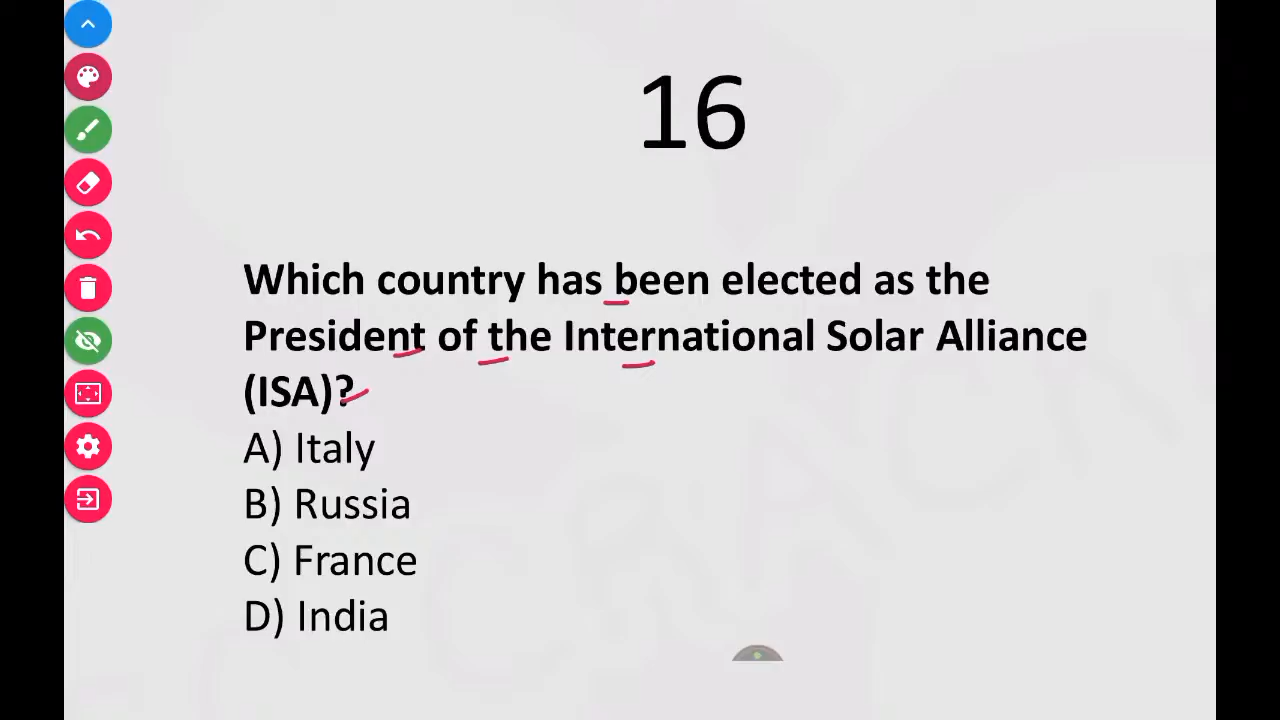 16
Which country has been elected as the
President of the International Solar Alliance
(ISA)?
A) Italy
B) Russia
C) France
D) India